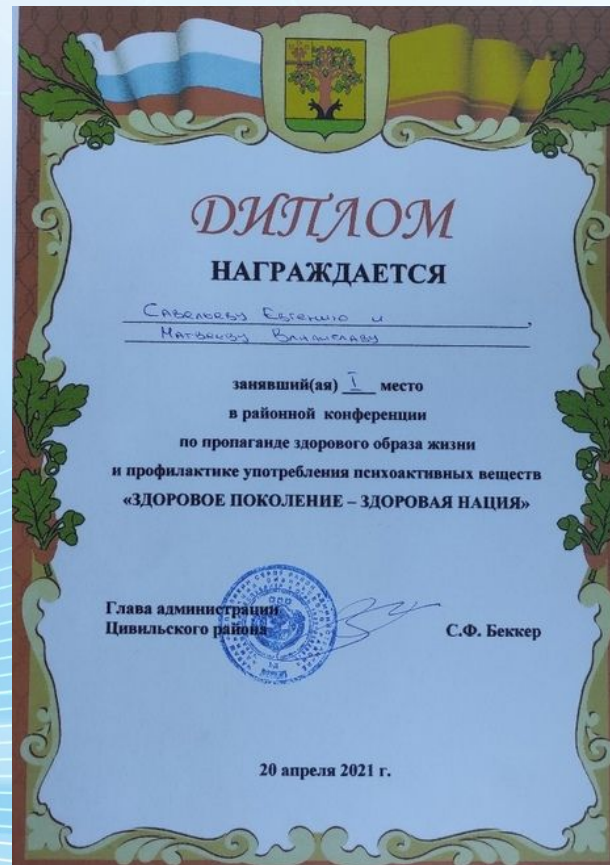 ДИПЛОМ
НАГРАЖДАЕТСЯ
Савельеву Евгению и
Матвееву Владиславу
занявший(ая) I место
в районной конференции
по пропаганде здорового образа жизни
и профилактике употребления психоактивных веществ
«ЗДОРОВОЕ ПОКОЛЕНИЕ – ЗДОРОВАЯ НАЦИЯ»
Глава администрации
Цивильского района С.Ф. Беккер
20 апреля 2021 г.